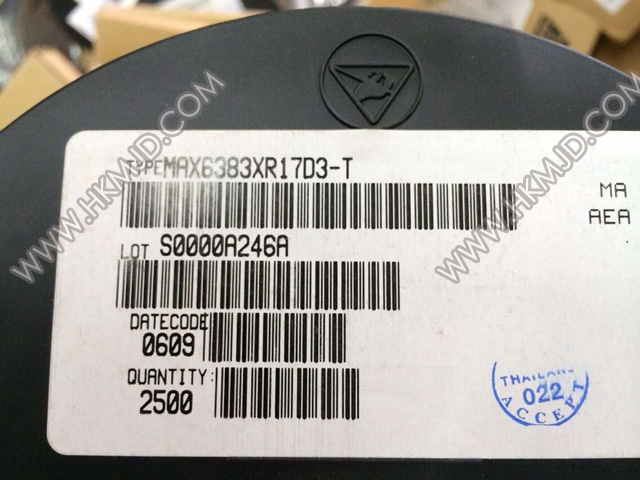 TYPE MAX6383XR17D3-T
MA
AEA
LOT S0000A246A
DATECODE
0609
QUANTITY:
2500
THAILAND
022
ACCEPT
WWW.HKMJD.COM
WWW.HKMJD.COM